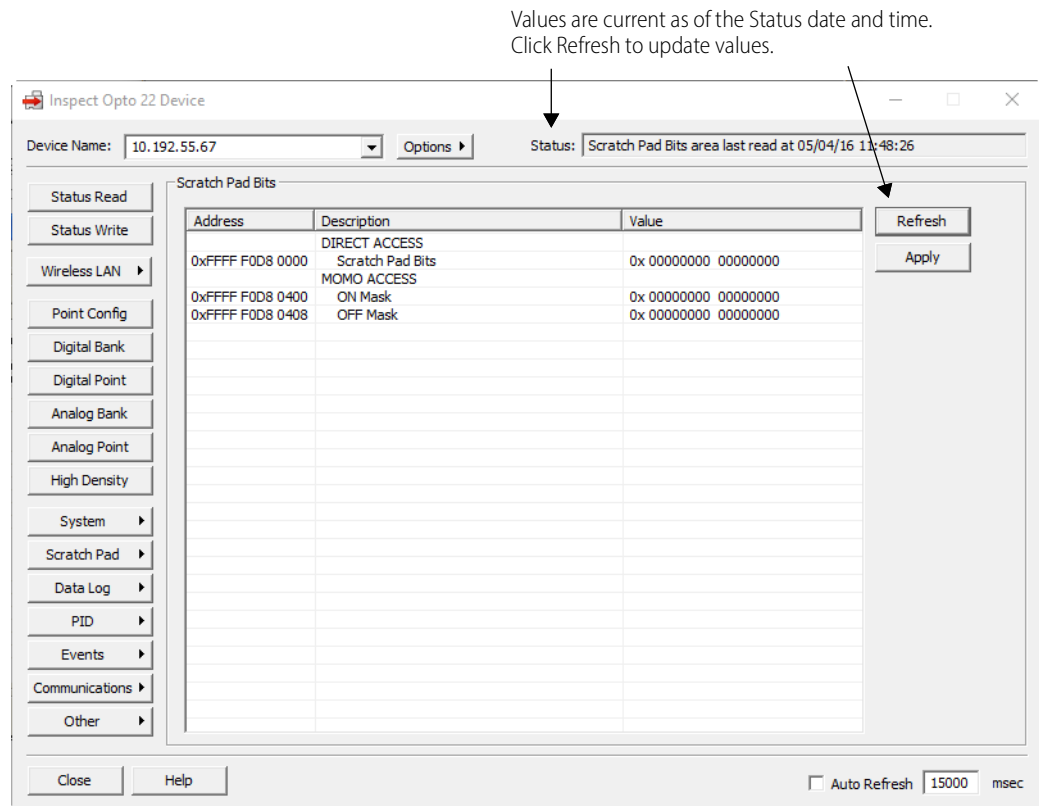 Values are current as of the Status date and time.
Click Refresh to update values.
Inspect Opto 22 Device
Device Name: 10.192.55.67 Options Status: Scratch Pad Bits area last read at 05/04/16 11:48:26
Scratch Pad Bits
Status Read
Status Write
Wireless LAN
Point Config
Digital Bank
Digital Point
Analog Bank
Analog Point
High Density
System
Scratch Pad
Data Log
PID
Events
Communications
Other
Address Description Value
DIRECT ACCESS
0xFFFF F0D8 0000 Scratch Pad Bits 0x 00000000 00000000
MOMO ACCESS
0xFFFF F0D8 0400 ON Mask 0x 00000000 00000000
0xFFFF F0D8 0408 OFF Mask 0x 00000000 00000000
Refresh
Apply
Close Help Auto Refresh 15000 msec